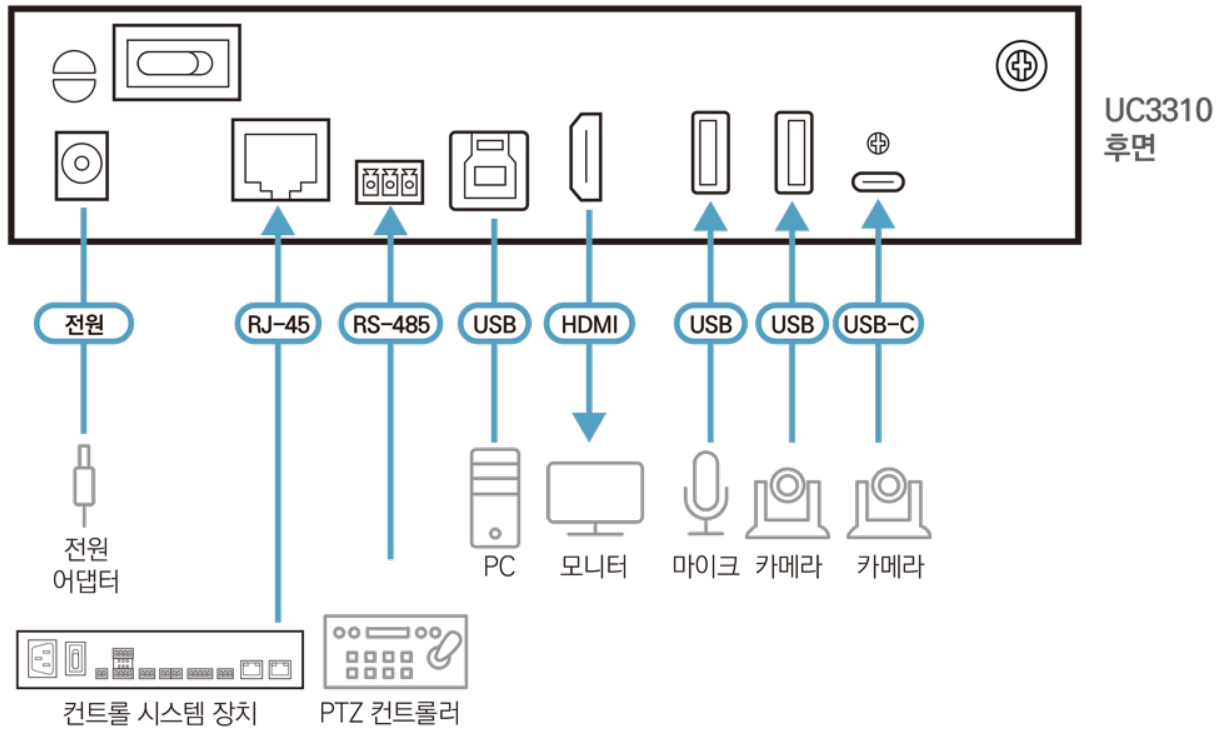 UC3310
후면
전원
RJ-45
RS-485
USB
HDMI
USB
USB
USB-C
전원
어댑터
PC
모니터
마이크
카메라
카메라
컨트롤 시스템 장치
PTZ 컨트롤러